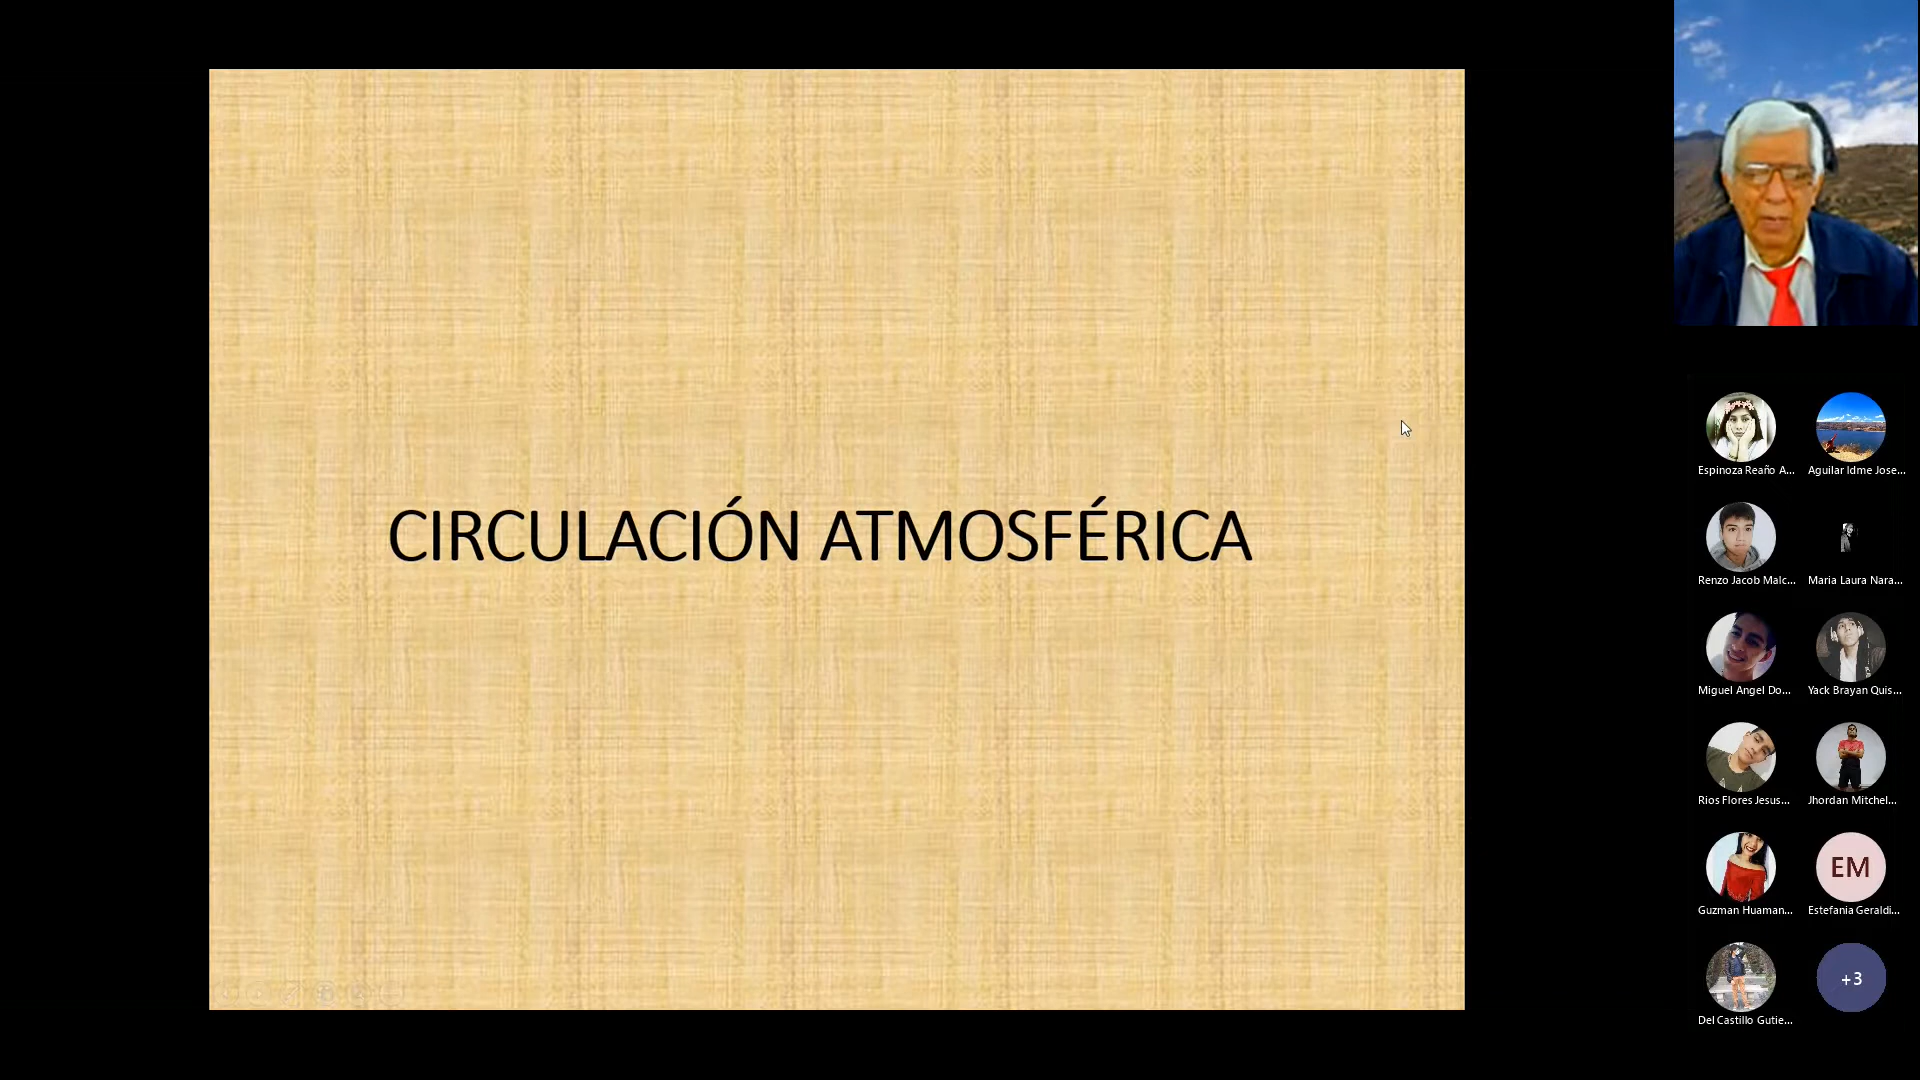 CIRCULACIÓN ATMOSFÉRICA
Espinoza Reaño A...
Aguilar Idme Jose...
Renzo Jacob Malc...
Maria Laura Nara...
Miguel Angel Do...
Yack Brayan Quis...
Rios Flores Jesus...
Jhordan Mitchel...
Guzman Huaman...
EM
Estefania Geraldi...
Del Castillo Gutie...
+3